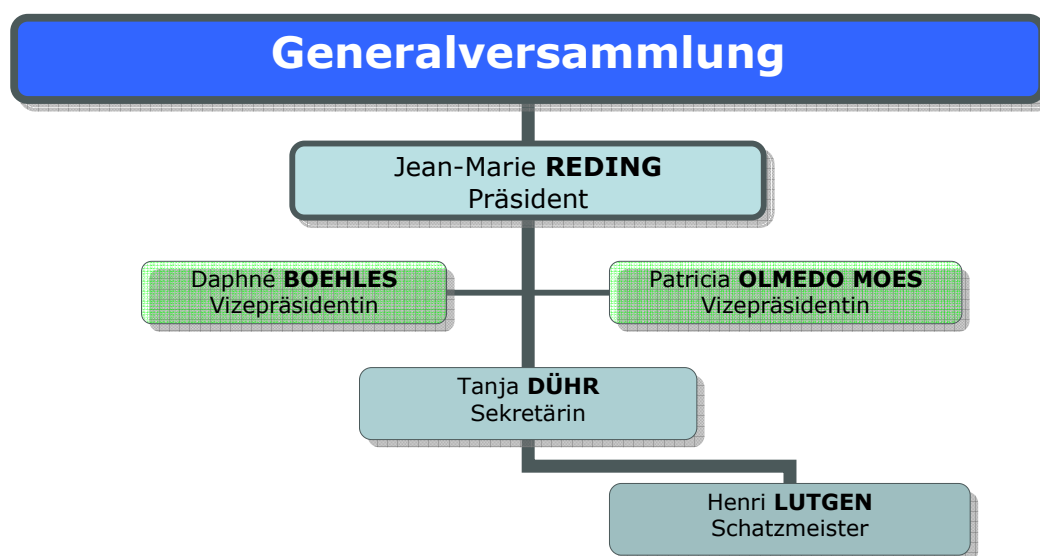 Generalversammlung
Jean-Marie REDING
Präsident
Daphné BOEHLES
Vizepräsidentin
Patricia OLMEDO MOES
Vizepräsidentin
Tanja DÜHR
Sekretärin
Henri LUTGEN
Schatzmeister